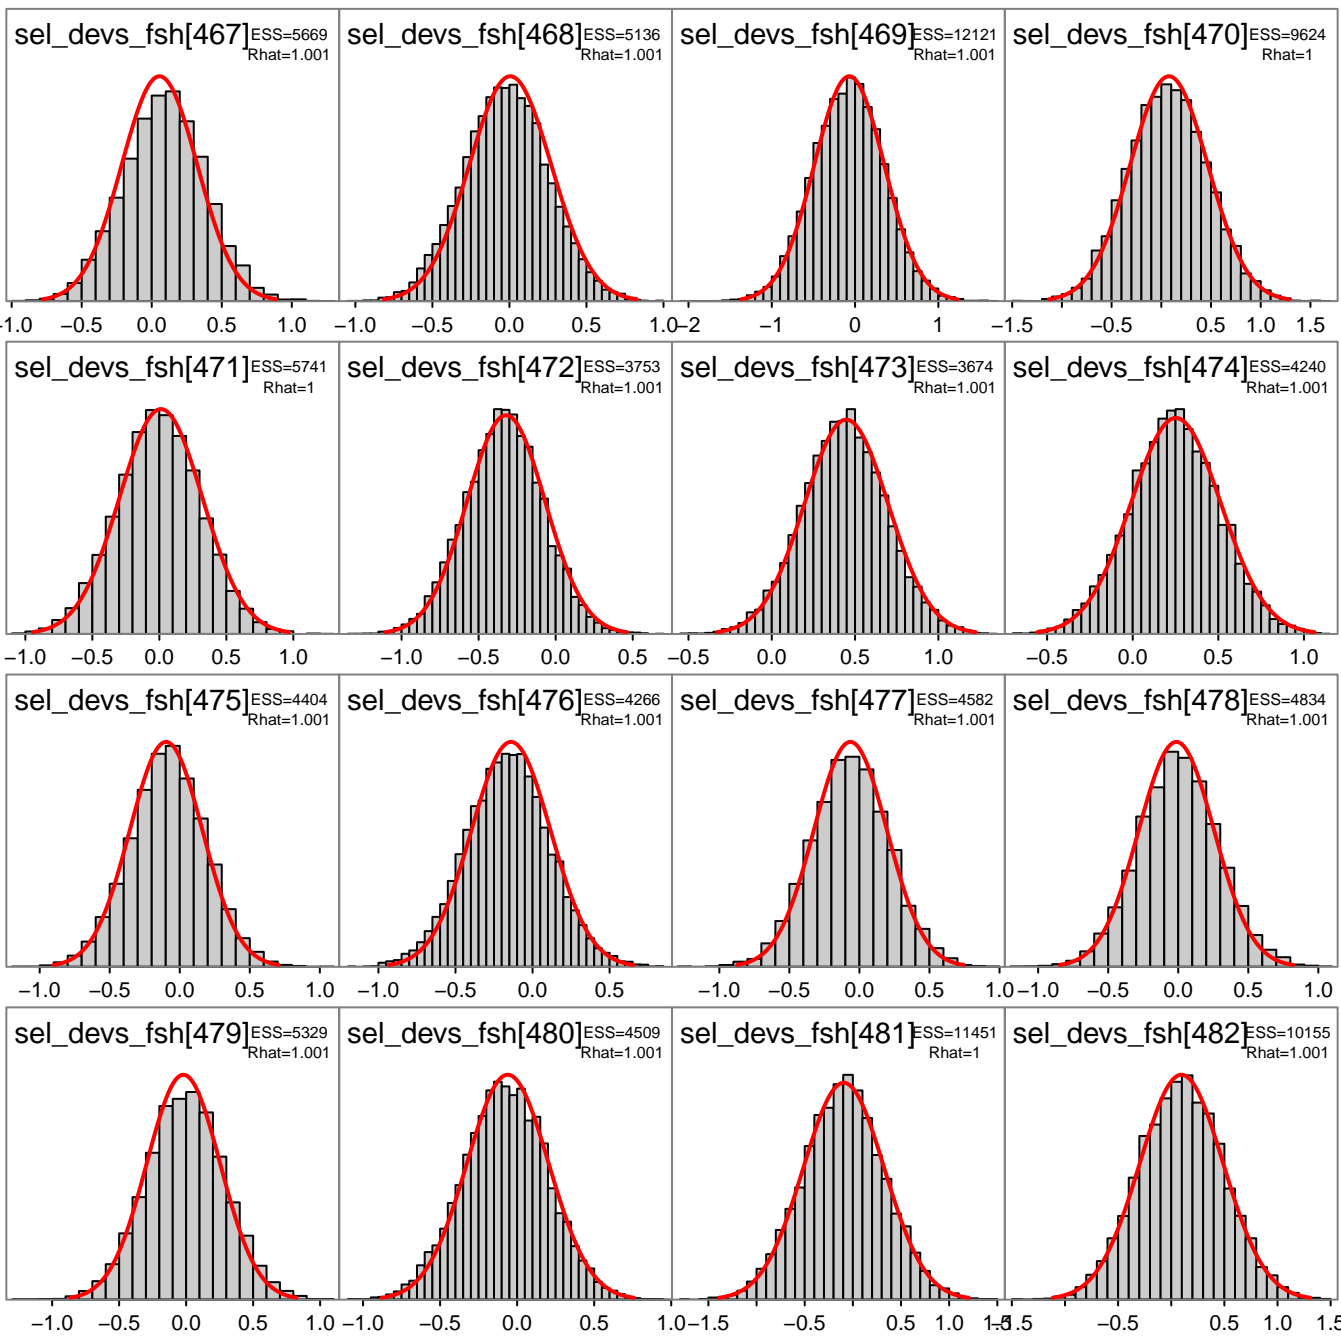 sel_devs_fsh[467] ESS=5669
Rhat=1.001
sel_devs_fsh[468] ESS=5136
Rhat=1.001
sel_devs_fsh[469] ESS=12121
Rhat=1.001
sel_devs_fsh[470] ESS=9624
Rhat=1
−1.0 −0.5 0.0 0.5 1.0
−1.0 −0.5 0.0 0.5 1.0
−2 −1 0 1
−1.5 −0.5 0.5 1.0 1.5
sel_devs_fsh[471] ESS=5741
Rhat=1
sel_devs_fsh[472] ESS=3753
Rhat=1.001
sel_devs_fsh[473] ESS=3674
Rhat=1.001
sel_devs_fsh[474] ESS=4240
Rhat=1.001
−1.0 −0.5 0.0 0.5 1.0
−1.0 −0.5 0.0 0.5
−0.5 0.0 0.5 1.0
−0.5 0.0 0.5 1.0
sel_devs_fsh[475] ESS=4404
Rhat=1.001
sel_devs_fsh[476] ESS=4266
Rhat=1.001
sel_devs_fsh[477] ESS=4582
Rhat=1.001
sel_devs_fsh[478] ESS=4834
Rhat=1.001
−1.0 −0.5 0.0 0.5 1.0
−1.0 −0.5 0.0 0.5
−1.0 −0.5 0.0 0.5 1.0
−1.0 −0.5 0.0 0.5 1.0
sel_devs_fsh[479] ESS=5329
Rhat=1.001
sel_devs_fsh[480] ESS=4509
Rhat=1.001
sel_devs_fsh[481] ESS=11451
Rhat=1
sel_devs_fsh[482] ESS=10155
Rhat=1.001
−1.0 −0.5 0.0 0.5 1.0
−1.0 −0.5 0.0 0.5 1.0
−1.5 −0.5 0.5 1.0 1.5
−0.5 0.5 1.0 1.5